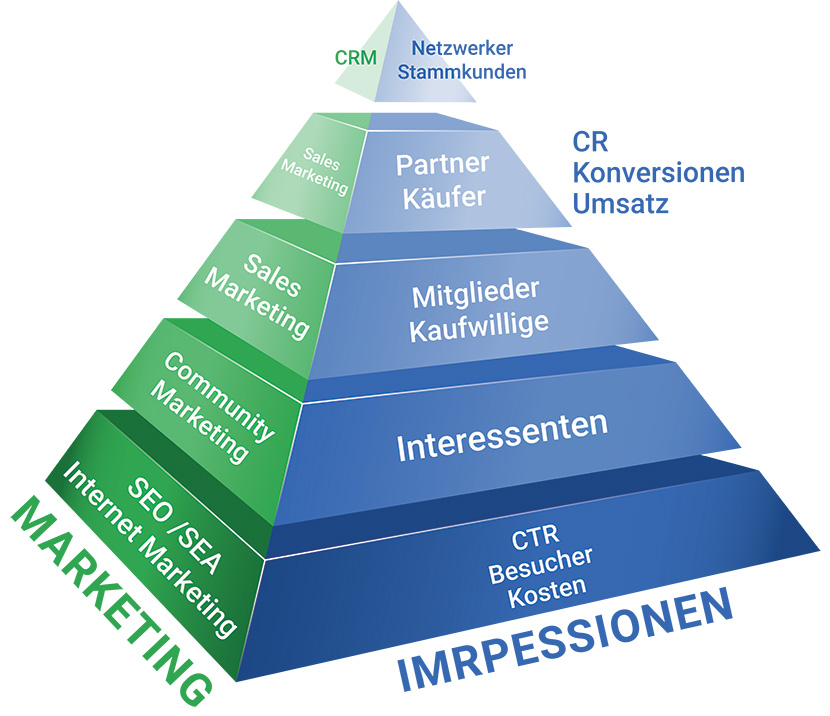 CRM
Netzwerker
Stammkunden
Sales
Marketing
Partner
Käufer
CR
Konversionen
Umsatz
Sales
Marketing
Mitglieder
Kaufwillige
Community
Marketing
Interessenten
SEO /SEA
Internet Marketing
CTR
Besucher
Kosten
MARKETING
IMRPESSIONEN